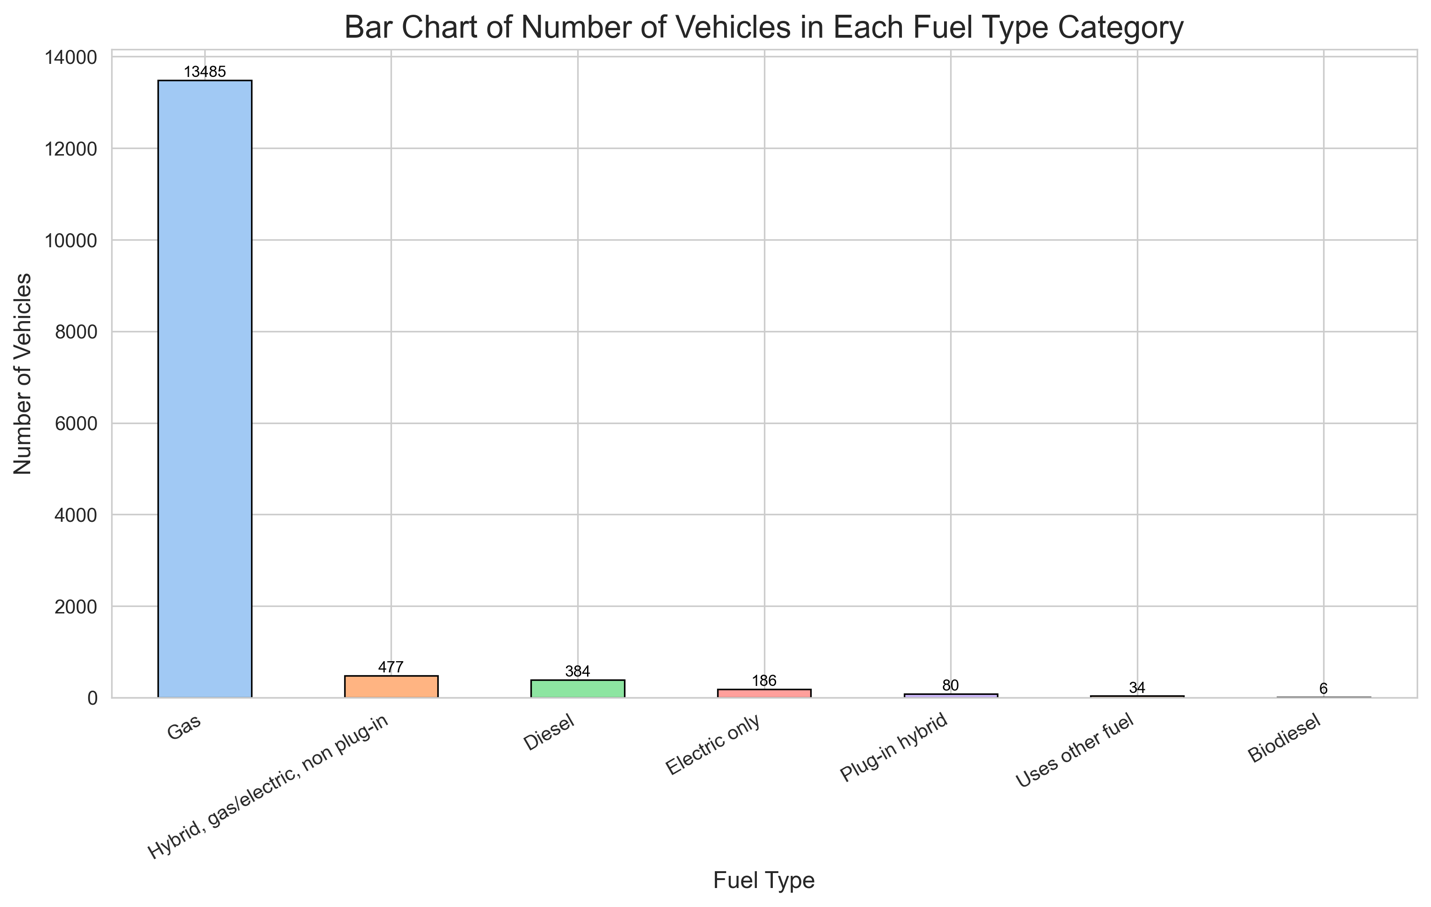 Bar Chart of Number of Vehicles in Each Fuel Type Category
14000
12000
10000
8000
6000
4000
2000
0
Number of Vehicles
13485
477
384
186
80
34
6
Gas
Hybrid, gas/electric, non plug-in
Diesel
Electric only
Plug-in hybrid
Uses other fuel
Biodiesel
Fuel Type